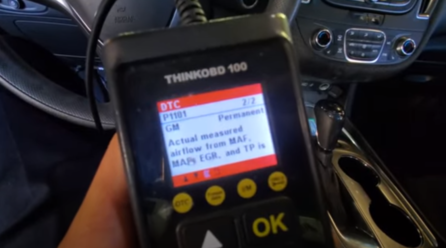 THINKOBD 100
DTC 2/2
P1101
GM Permanent
Actual measured
airflow from MAF,
MAP, EGR, and TP is
DTC I/M
OK